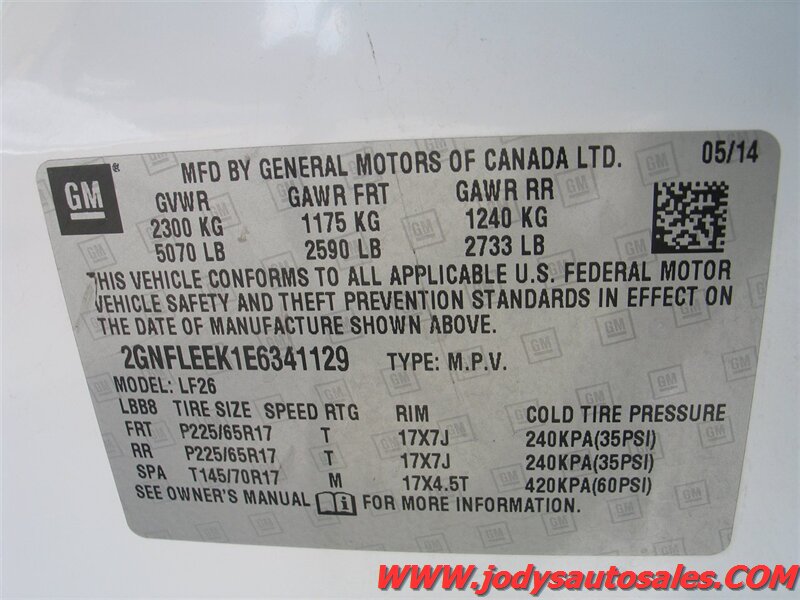 GM ® MFD BY GENERAL MOTORS OF CANADA LTD. 05/14
GVWR GAWR FRT GAWR RR
2300 KG 1175 KG 1240 KG
5070 LB 2590 LB 2733 LB
THIS VEHICLE CONFORMS TO ALL APPLICABLE U.S. FEDERAL MOTOR
VEHICLE SAFETY AND THEFT PREVENTION STANDARDS IN EFFECT ON
THE DATE OF MANUFACTURE SHOWN ABOVE.
2GNFLEEK1E6341129 TYPE: M.P.V.
MODEL: LF26
LBB8 TIRE SIZE SPEED RTG RIM COLD TIRE PRESSURE
FRT P225/65R17 T 17X7J 240KPA(35PSI)
RR P225/65R17 T 17X7J 240KPA(35PSI)
SPA T145/70R17 M 17X4.5T 420KPA(60PSI)
SEE OWNER'S MANUAL i FOR MORE INFORMATION.
WWW.jodysautosales.COM